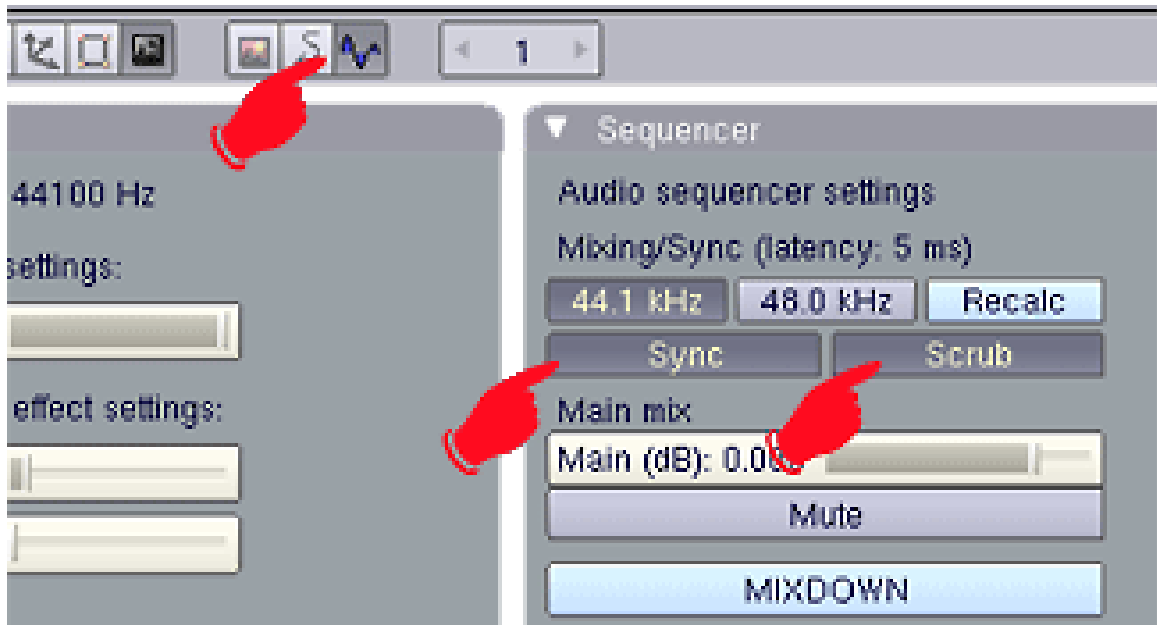 1
44100 Hz
settings:
effect settings:
Sequencer
Audio sequencer settings
Mixing/Sync (latency: 5 ms)
44.1 kHz 48.0 kHz Recalc
Sync Scrub
Main mix
Main (dB): 0.00
Mute
MIXDOWN